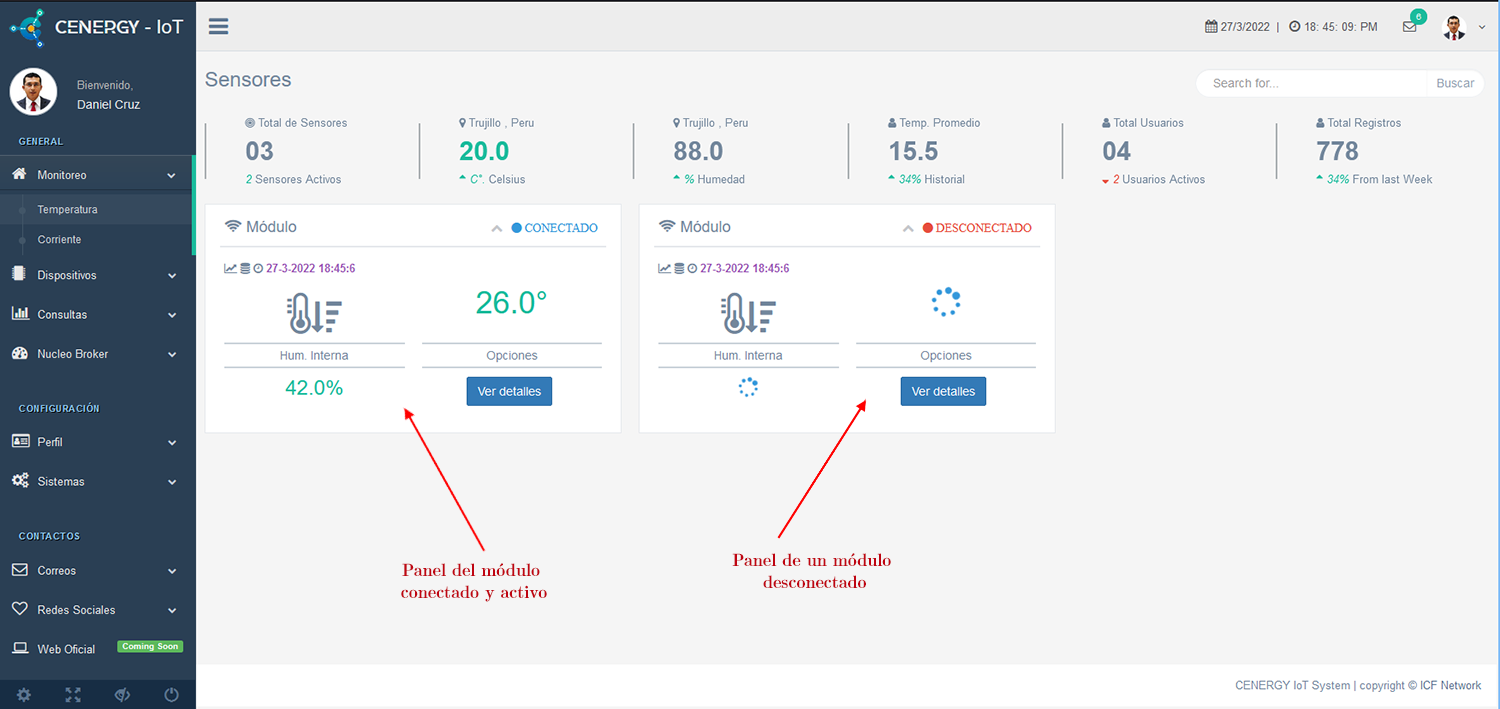 CENERGY - IoT
27/3/2022 | 18: 45: 09: PM
6
Bienvenido,
Daniel Cruz
GENERAL
Monitoreo
Temperatura
Corriente
Dispositivos
Consultas
Nucleo Broker
CONFIGURACIÓN
Perfil
Sistemas
CONTACTOS
Correos
Redes Sociales
Web Oficial
Coming Soon
Sensores
Search for...
Buscar
Total de Sensores
03
2 Sensores Activos
Trujillo , Peru
20.0
C°. Celsius
Trujillo , Peru
88.0
% Humedad
Temp. Promedio
15.5
34% Historial
Total Usuarios
04
2 Usuarios Activos
Total Registros
778
34% From last Week
Módulo
CONECTADO
27-3-2022 18:45:6
26.0°
Hum. Interna
Opciones
42.0%
Ver detalles
Módulo
DESCONECTADO
27-3-2022 18:45:6
Hum. Interna
Opciones
Ver detalles
Panel del módulo
conectado y activo
Panel de un módulo
desconectado
CENERGY IoT System | copyright © ICF Network